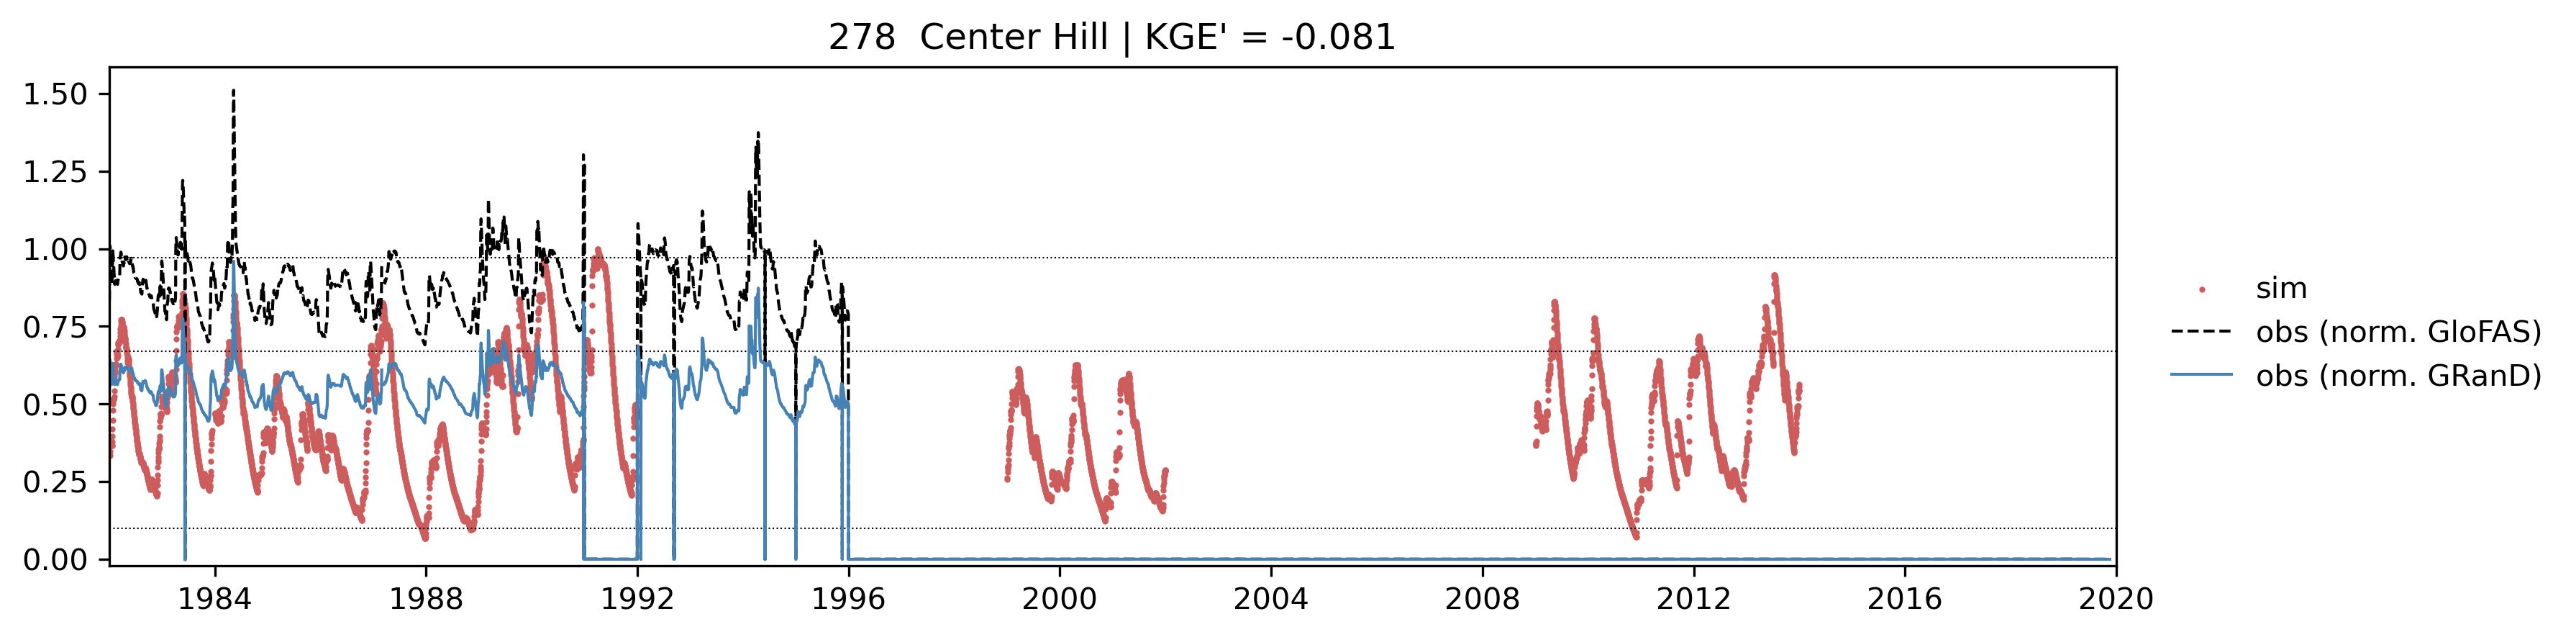 278  Center Hill | KGE' = -0.081
1.50
1.25
1.00
0.75
0.50
0.25
0.00
1984 1988 1992 1996 2000 2004 2008 2012 2016 2020
sim
obs (norm. GloFAS)
obs (norm. GRanD)